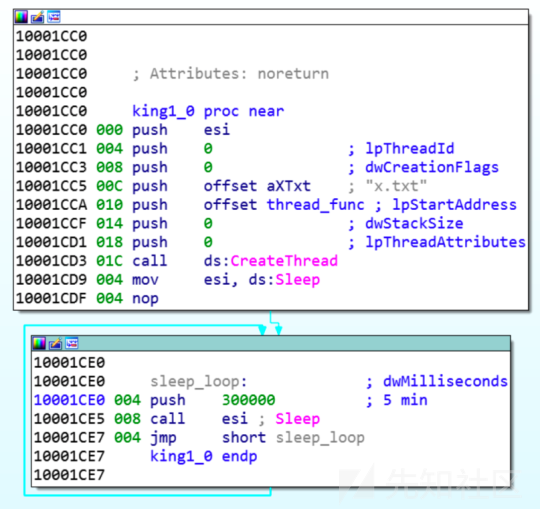 10001CC0
10001CC0
10001CC0 ; Attributes: noreturn
10001CC0
10001CC0 king1_0 proc near
10001CC0 000 push esi
10001CC1 004 push 0 ; lpThreadId
10001CC3 008 push 0 ; dwCreationFlags
10001CC5 00C push offset aXTxt ; "x.txt"
10001CCA 010 push offset thread_func ; lpStartAddress
10001CCF 014 push 0 ; dwStackSize
10001CD1 018 push 0 ; lpThreadAttributes
10001CD3 01C call ds:CreateThread
10001CD9 004 mov esi, ds:Sleep
10001CDF 004 nop
10001CE0
10001CE0 sleep_loop: ; dwMilliseconds
10001CE0 004 push 300000 ; 5 min
10001CE5 008 call esi ; Sleep
10001CE7 004 jmp short sleep_loop
10001CE7 king1_0 endp
10001CE7
先知社区